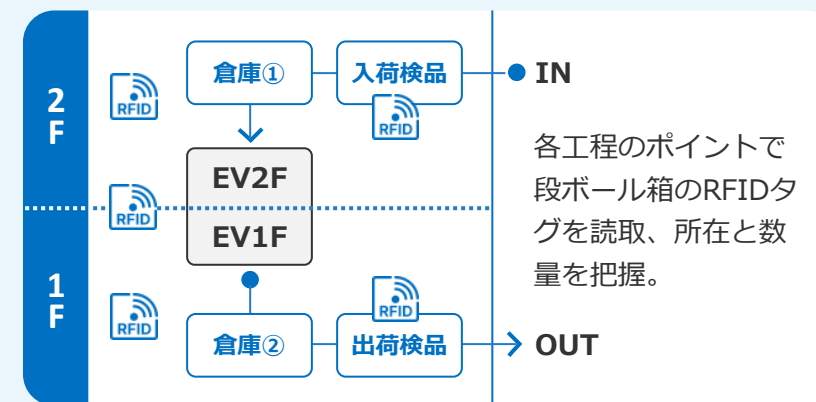 2F
RFID
倉庫①
入荷検品
RFID
IN
各工程のポイントで
段ボール箱のRFIDタ
グを読取、所在と数
量を把握。
RFID
EV2F
EV1F
1F
RFID
倉庫②
RFID
出荷検品
OUT